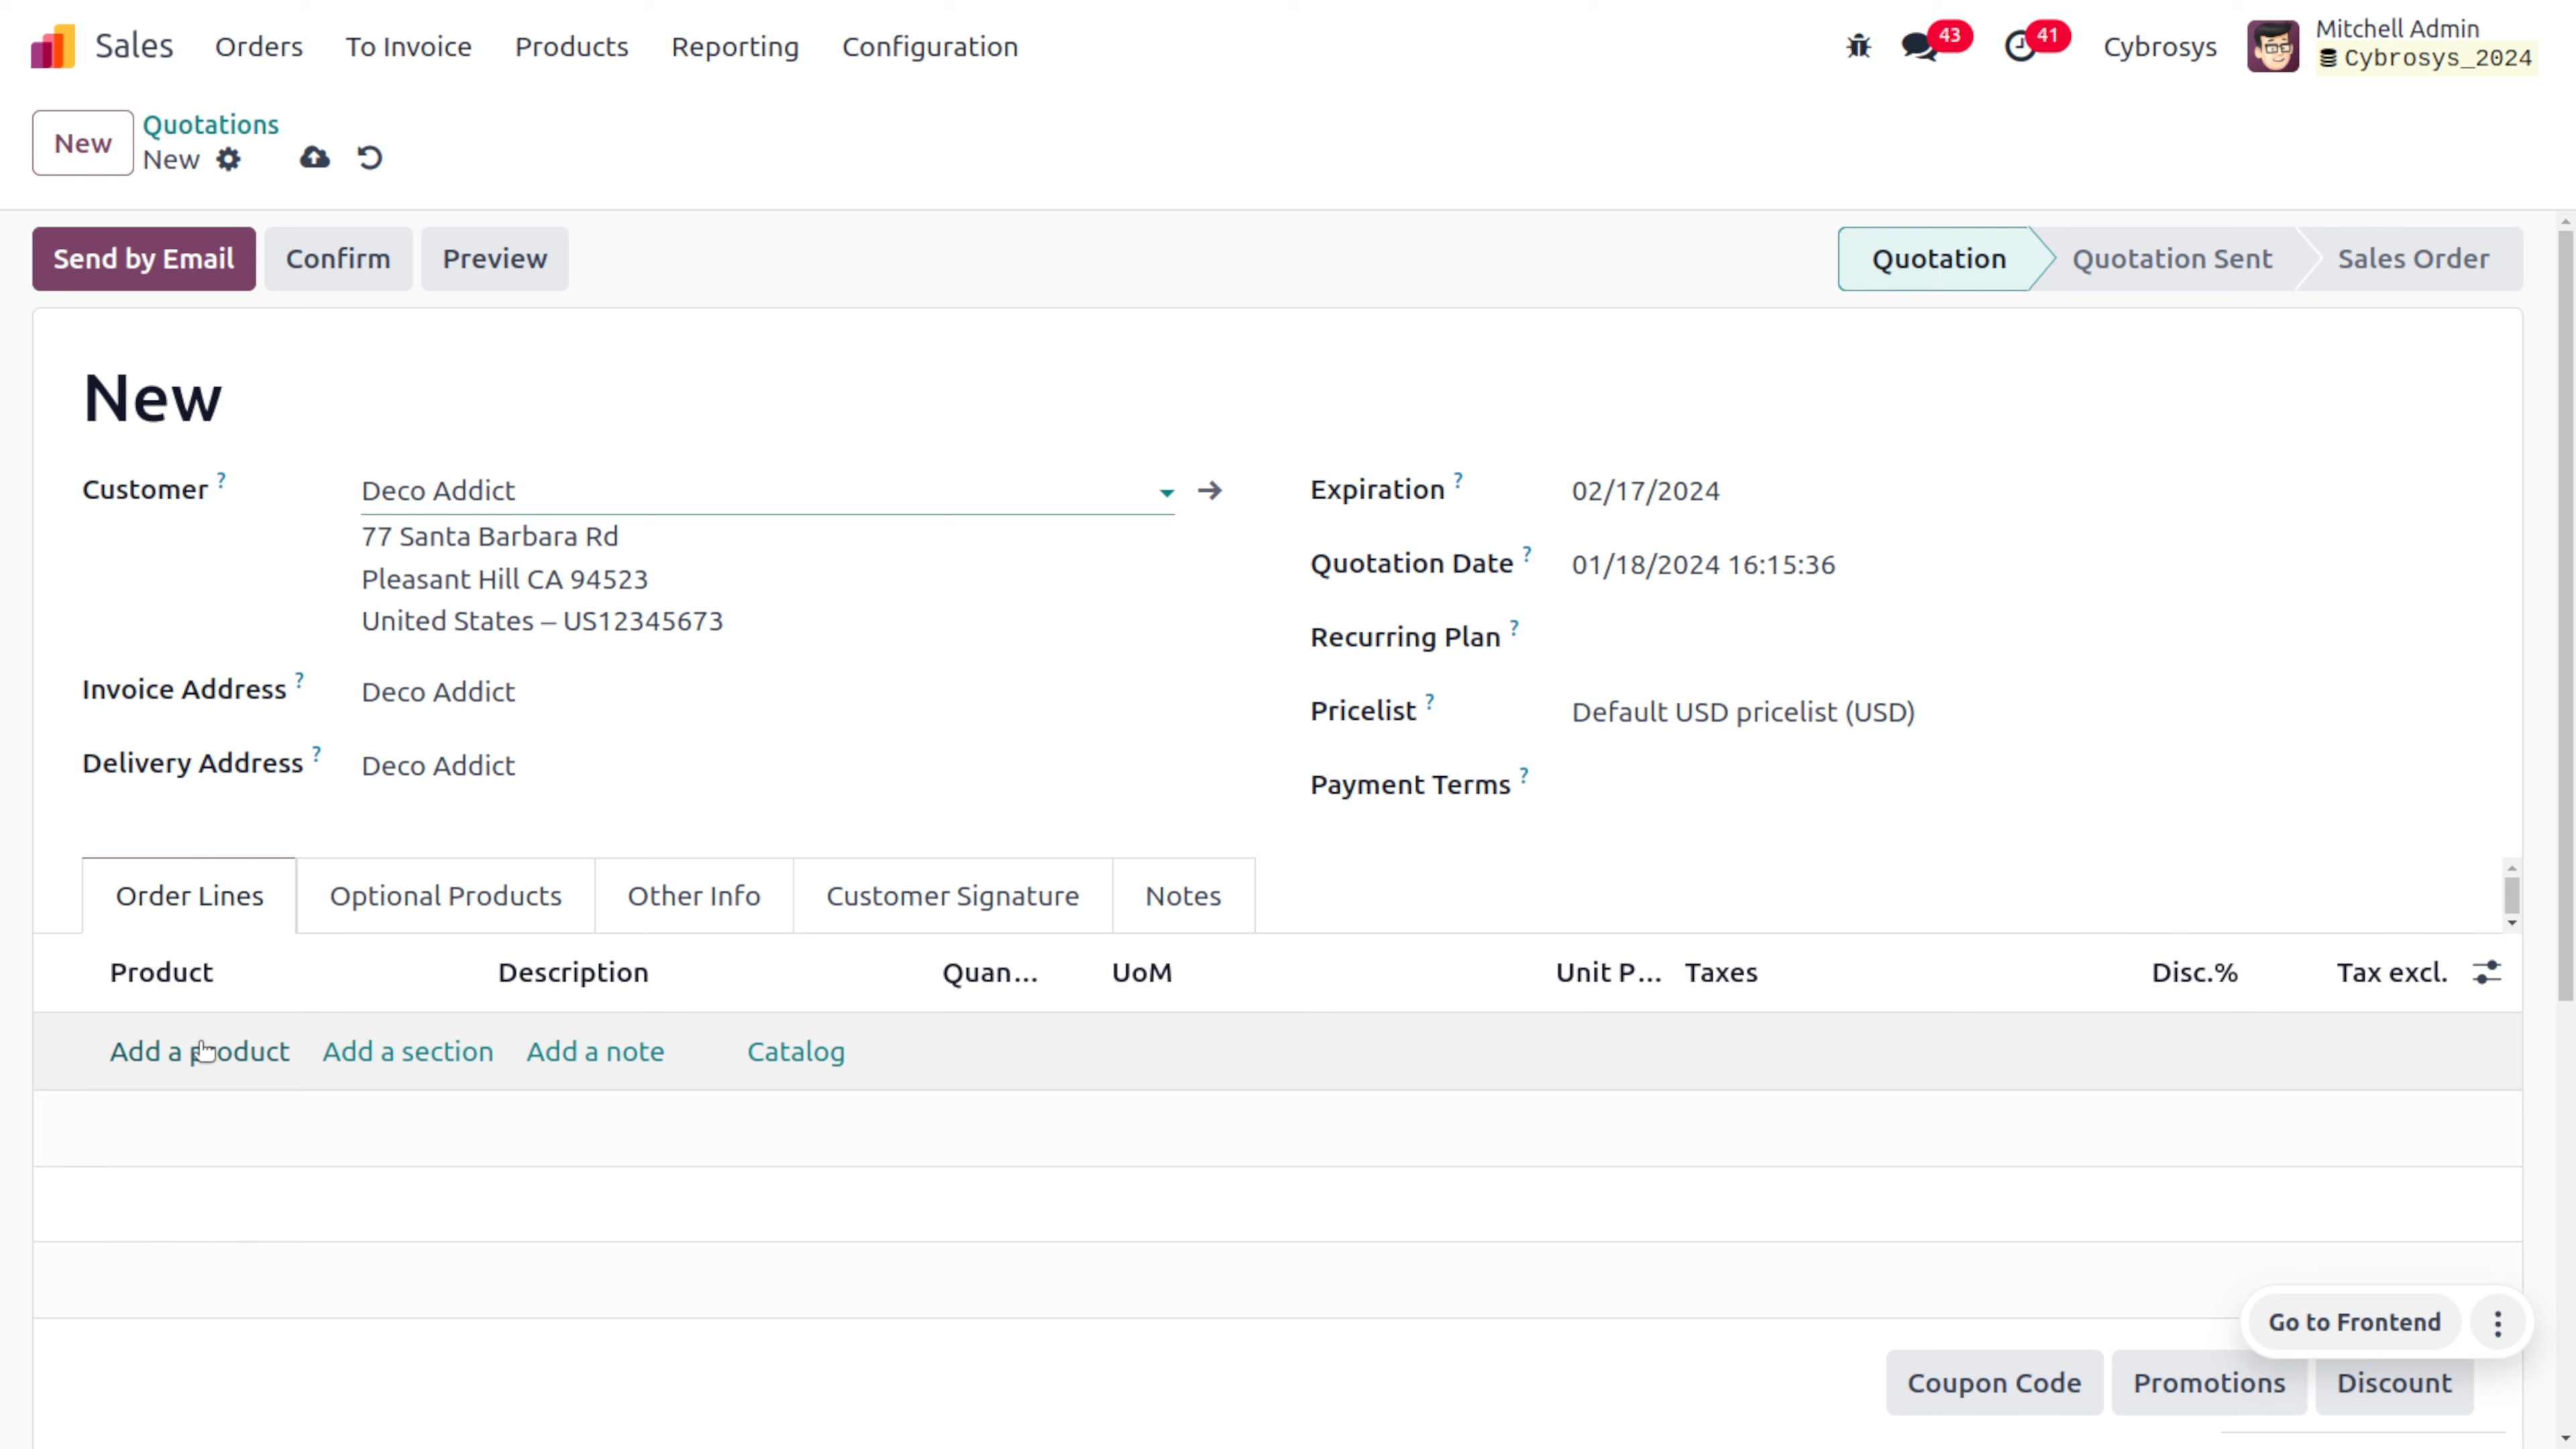 Sales Orders To Invoice Products Reporting Configuration 43 41 Cybrosys Mitchell Admin
Cybrosys_2024
New Quotations
New
Send by Email Confirm Preview Quotation Quotation Sent Sales Order
New
Customer ? Deco Addict Expiration ? 02/17/2024
77 Santa Barbara Rd
Pleasant Hill CA 94523
United States – US12345673
Quotation Date ? 01/18/2024 16:15:36
Recurring Plan ?
Invoice Address ? Deco Addict Pricelist ? Default USD pricelist (USD)
Delivery Address ? Deco Addict Payment Terms ?
Order Lines Optional Products Other Info Customer Signature Notes
Product Description Quan... UoM Unit P... Taxes Disc.% Tax excl.
Add a product Add a section Add a note Catalog
Go to Frontend
Coupon Code Promotions Discount